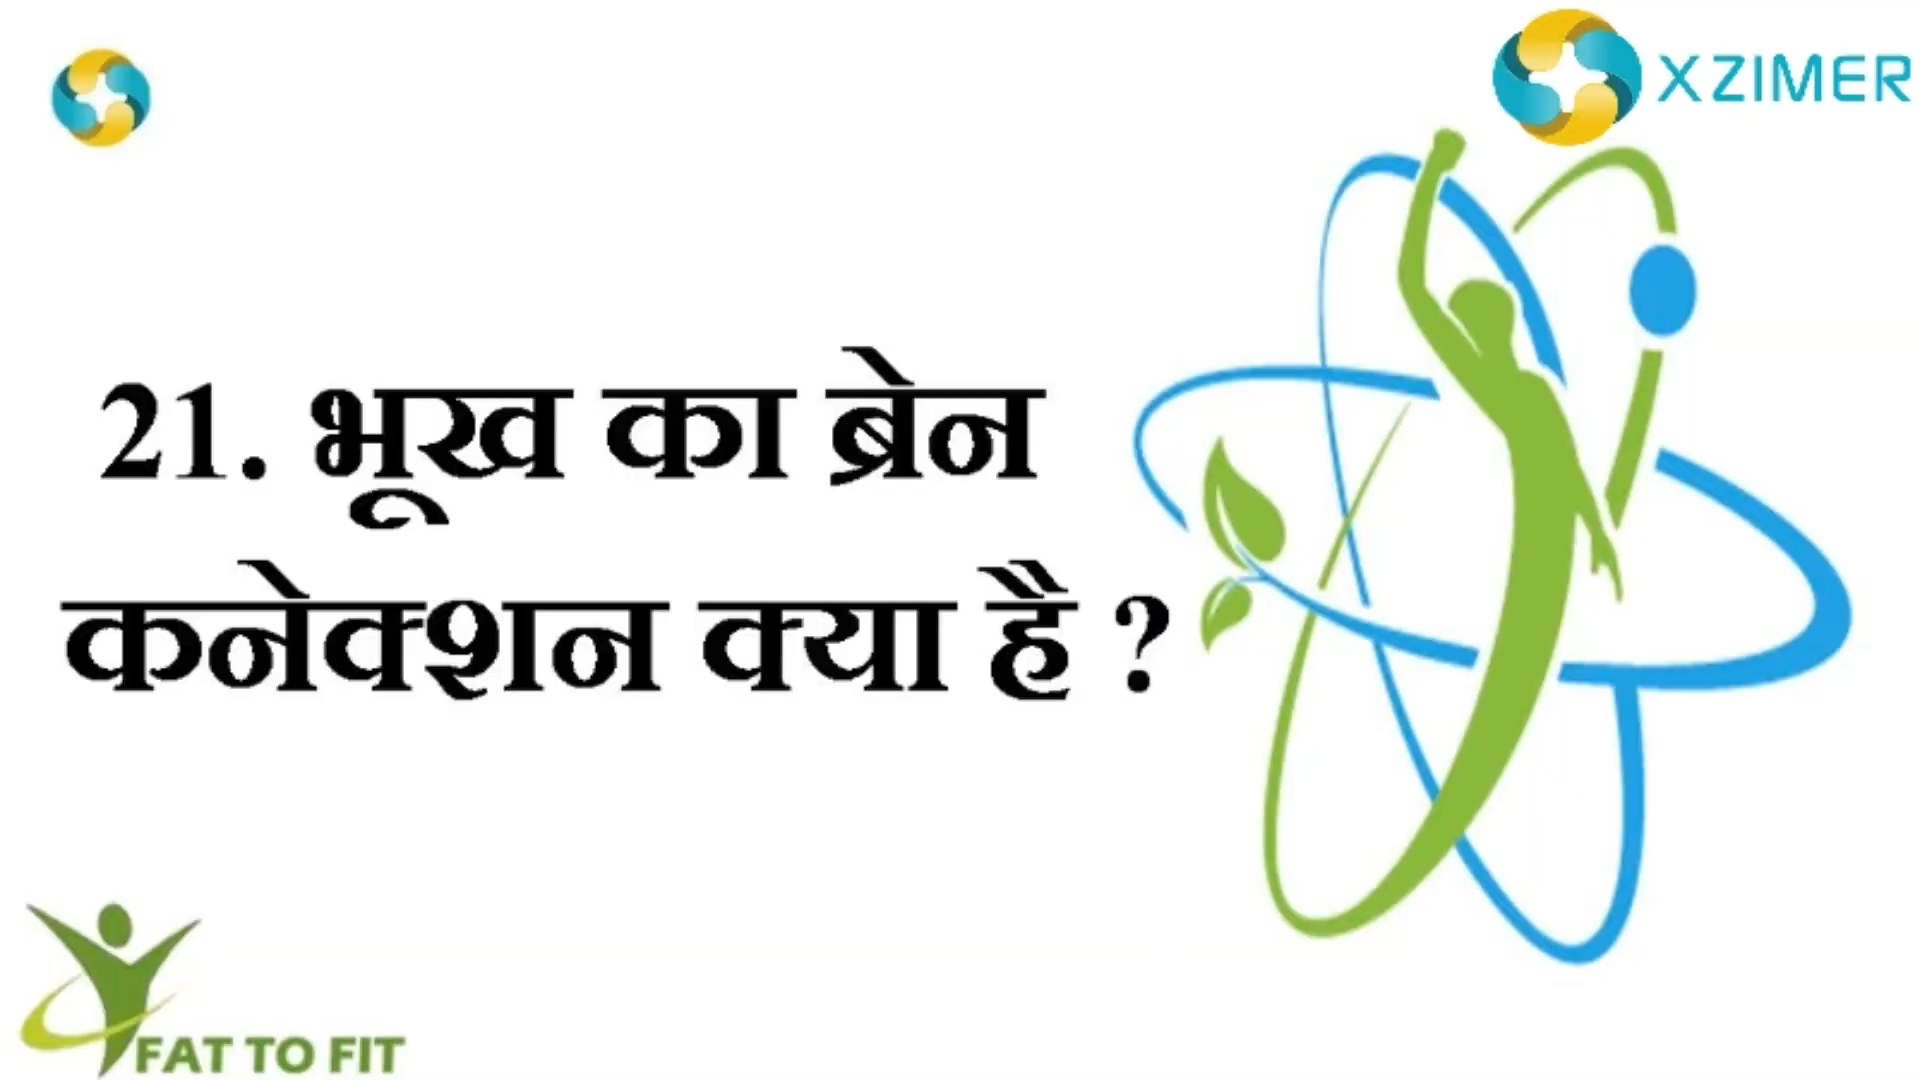 XZIMER
21. भूख का ब्रेन
कनेक्शन क्या है ?
FAT TO FIT